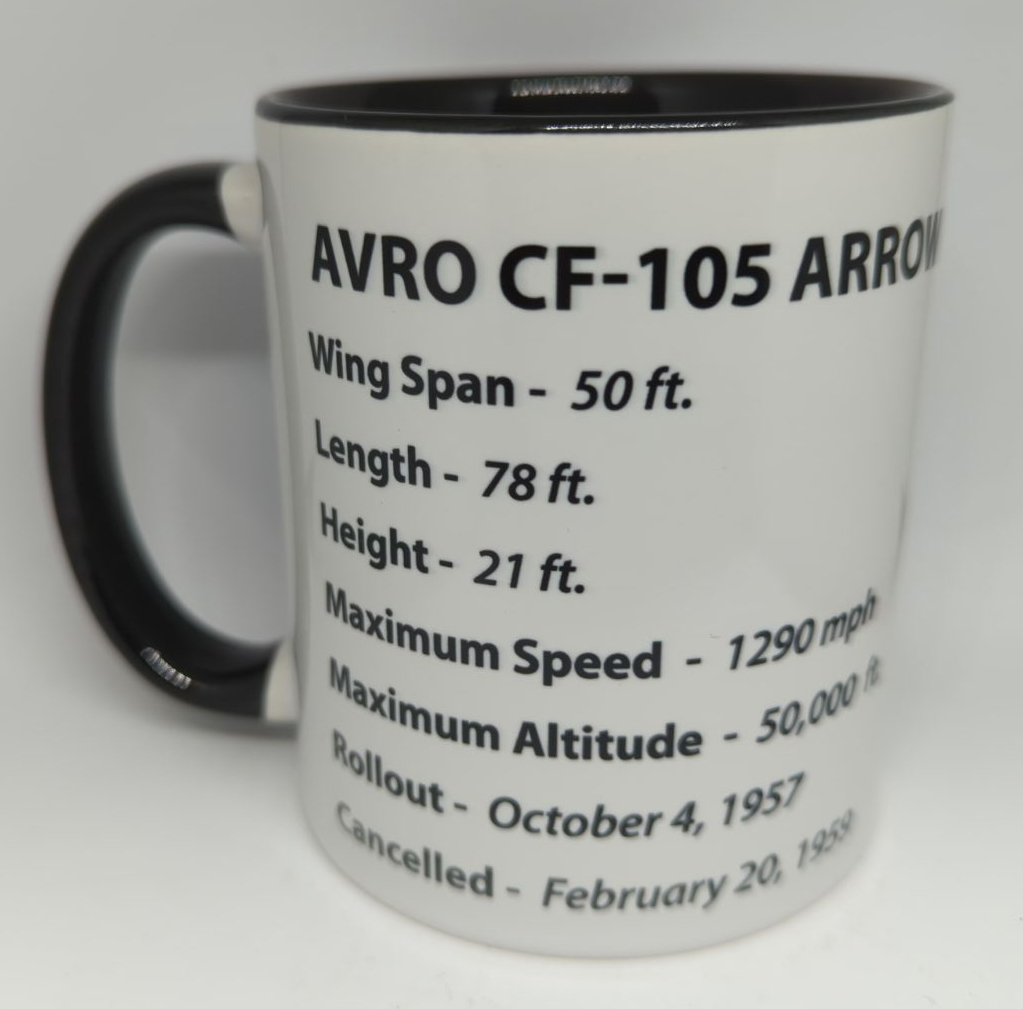 AVRO CF-105 ARROW
Wing Span - 50 ft.
Length - 78 ft.
Height - 21 ft.
Maximum Speed - 1290 mph
Maximum Altitude - 50,000 ft.
Rollout - October 4, 1957
Cancelled - February 20, 1959